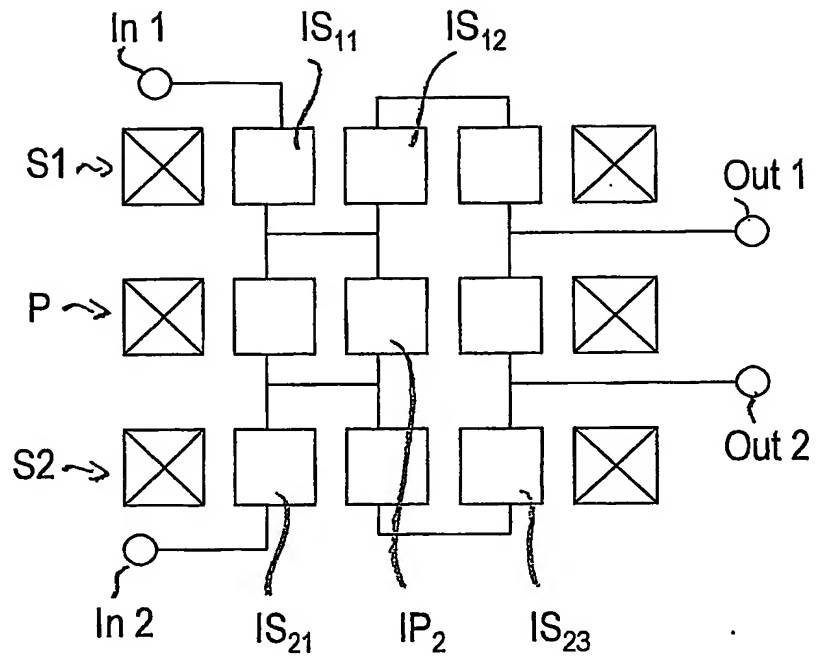 In 1
IS₁₁
IS₁₂
S1
Out 1
P
S2
Out 2
In 2
IS₂₁
IP₂
IS₂₃